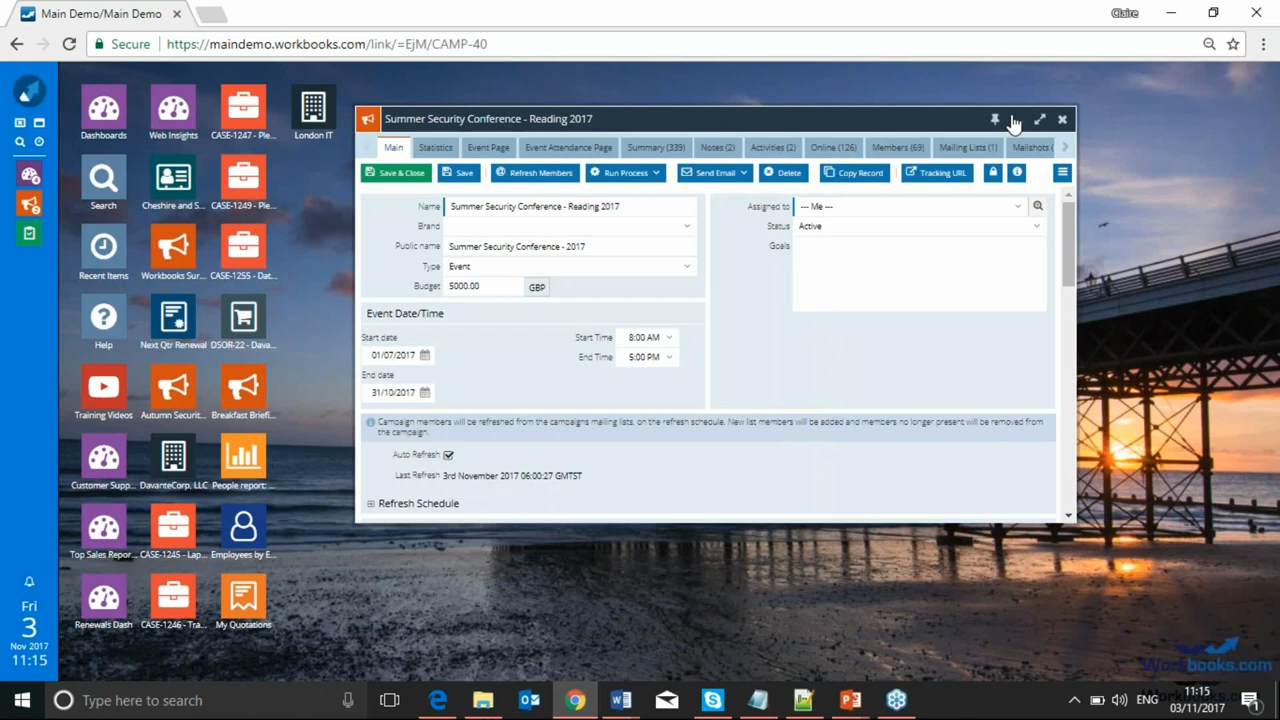 Main Demo/Main Demo
Claire
Secure
https://maindemo.workbooks.com/link/=EjM/CAMP-40
Dashboards
Web Insights
CASE-1247 - Ple...
London IT
Search
Cheshire and S...
CASE-1249 - Ple...
Recent Items
Workbooks Sur...
CASE-1255 - Dat...
Help
Next Qtr Renewal
DSOR-22 - Dava...
Training Videos
Autumn Securit...
Breakfast Briefi...
Customer Supp...
DavanteCorp, LLC
People report:...
Top Sales Repor...
CASE-1245 - Lap...
Employees by E...
Renewals Dash
CASE-1246 - Tra...
My Quotations
Fri
3
Nov 2017
11:15
Summer Security Conference - Reading 2017
Main
Statistics
Event Page
Event Attendance Page
Summary (339)
Notes (2)
Activities (2)
Online (126)
Members (69)
Mailing Lists (1)
Mailshots (
Save & Close
Save
Refresh Members
Run Process
Send Email
Delete
Copy Record
Tracking URL
Name Summer Security Conference - Reading 2017
Brand
Public name Summer Security Conference - 2017
Type Event
Budget 5000.00 GBP
Assigned to --- Me ---
Status Active
Goals
Event Date/Time
Start date
01/07/2017
Start Time 8:00 AM
End Time 5:00 PM
End date
31/10/2017
Campaign members will be refreshed from the campaigns mailing lists, on the refresh schedule. New list members will be added and members no longer present will be removed from
the campaign.
Auto Refresh
Last Refresh 3rd November 2017 06:00:27 GMTST
Refresh Schedule
Workbooks.com
Type here to search
ENG
11:15
03/11/2017